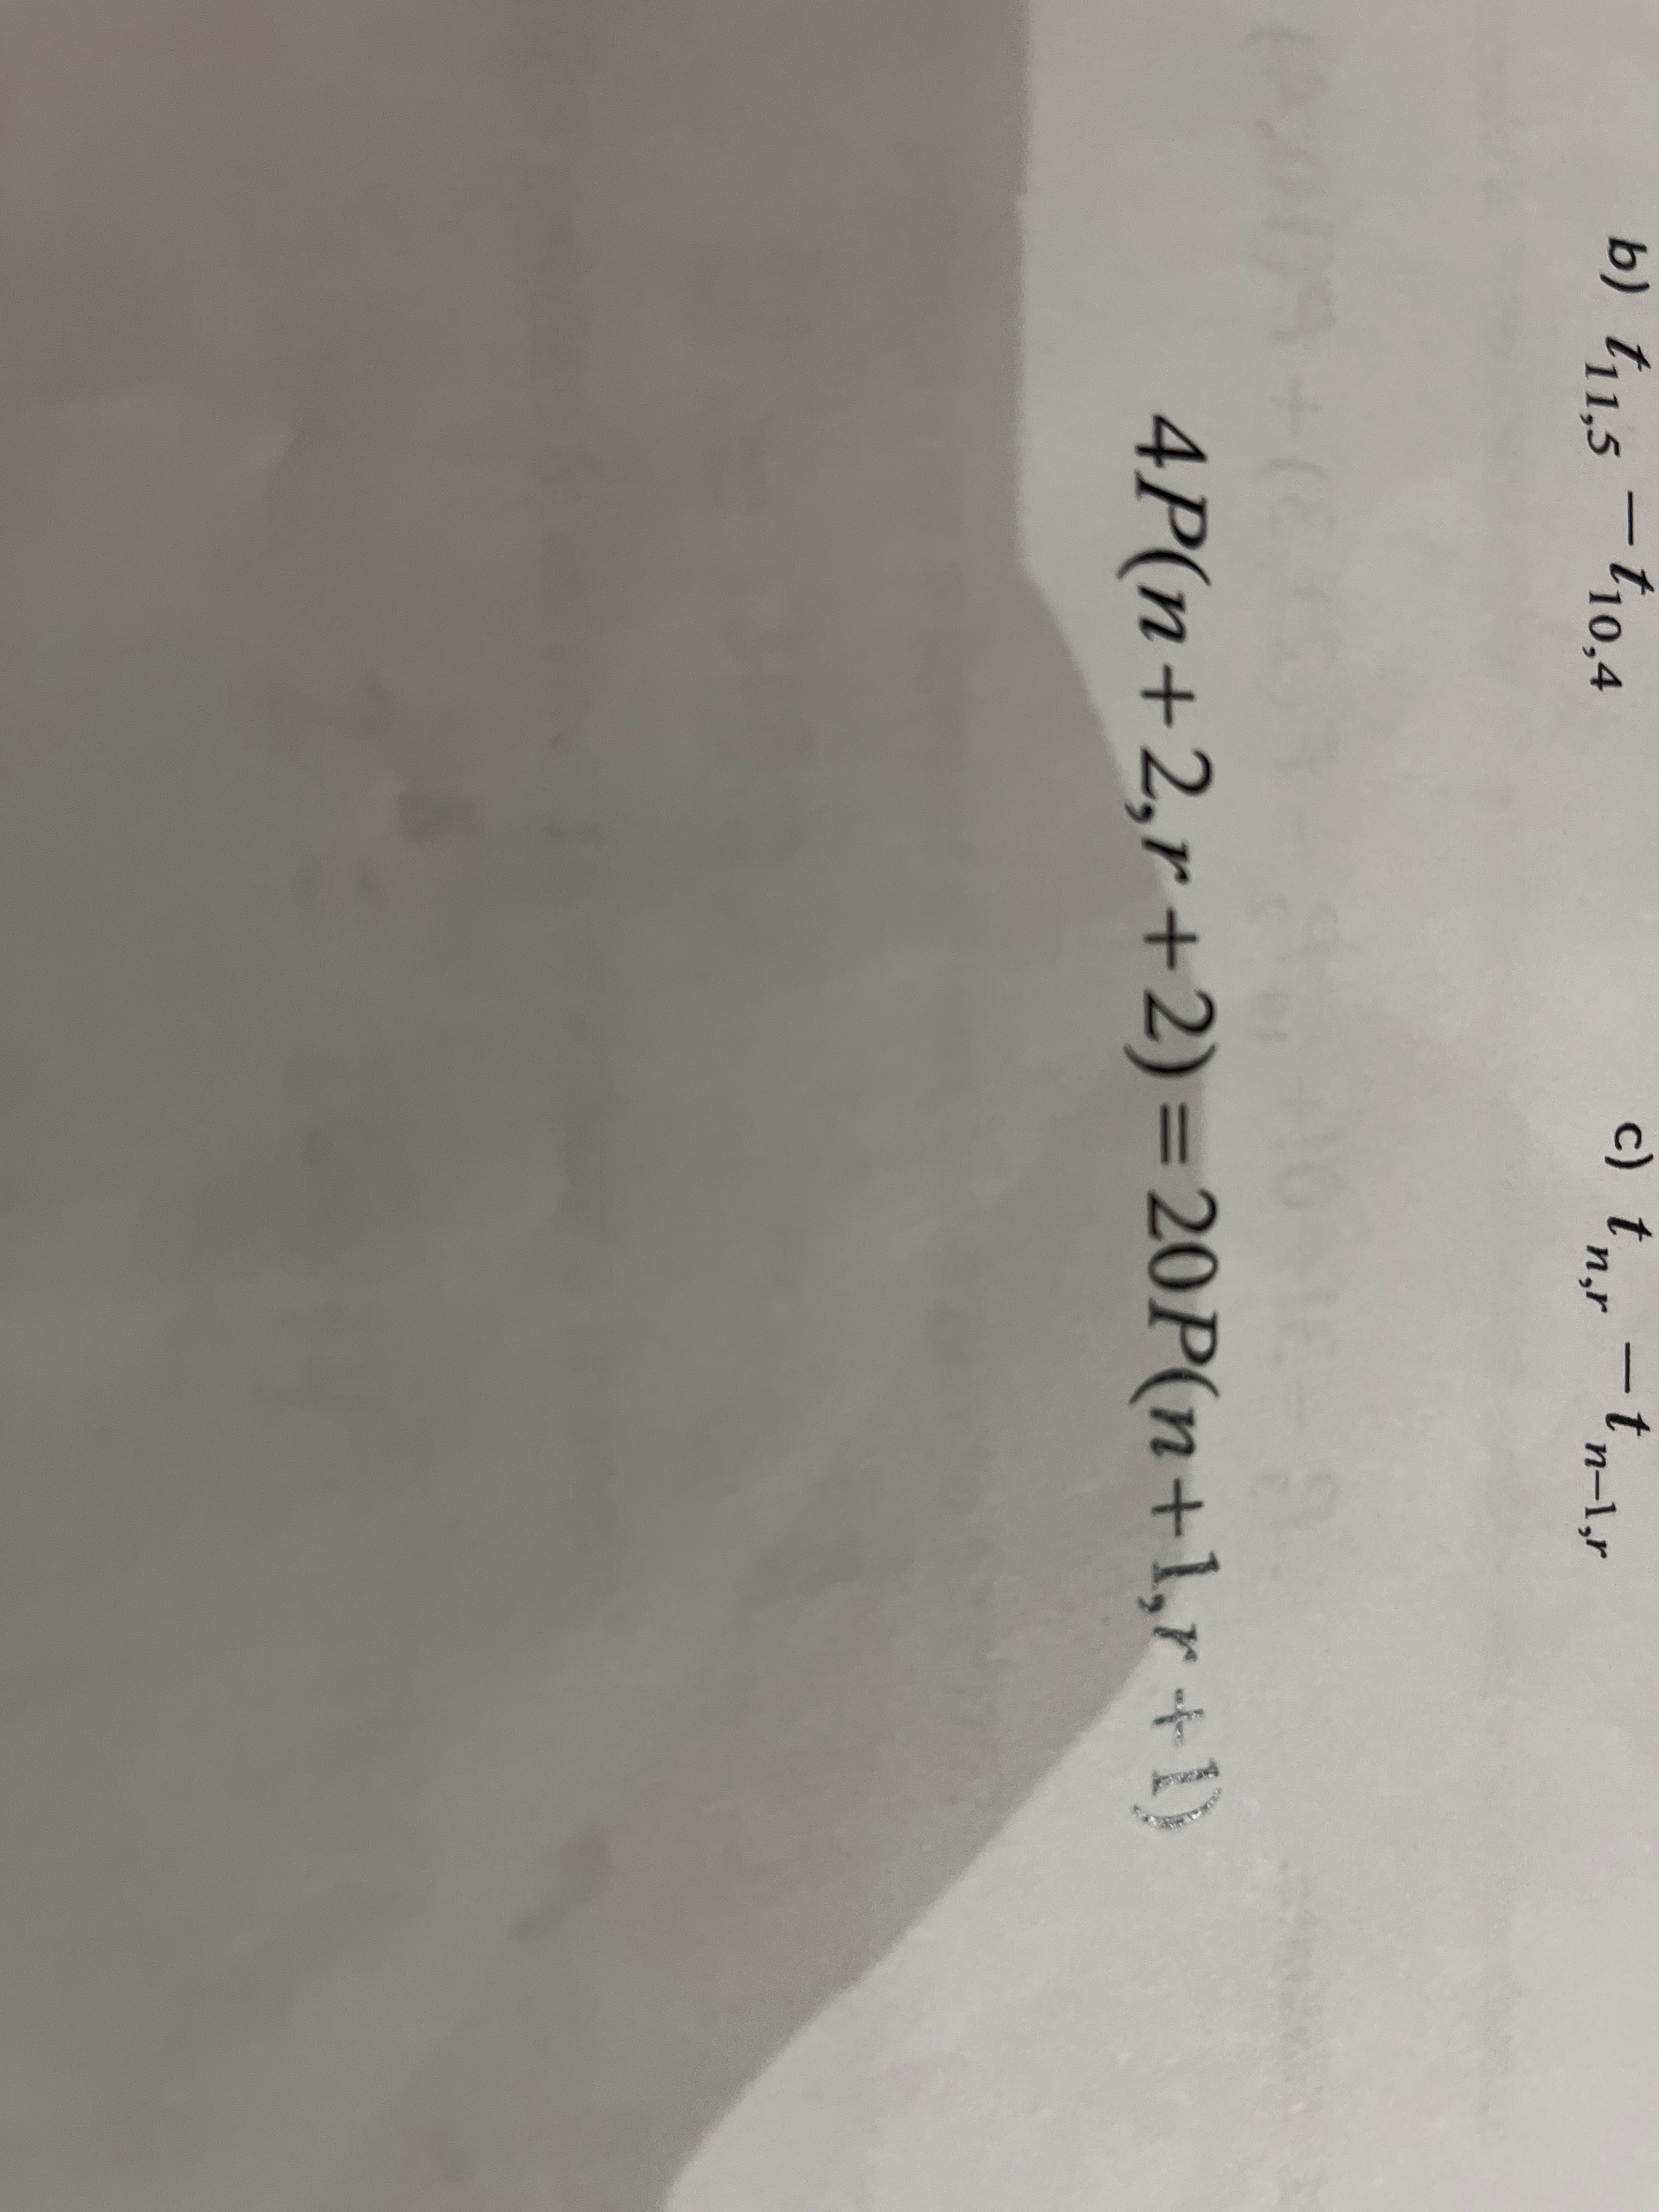 b) t₁₁,₅ – t₁₀,₄ c) tₙ,ᵣ – tₙ₋₁,ᵣ
4P(n + 2, r + 2) = 20P(n + 1, r + 1)